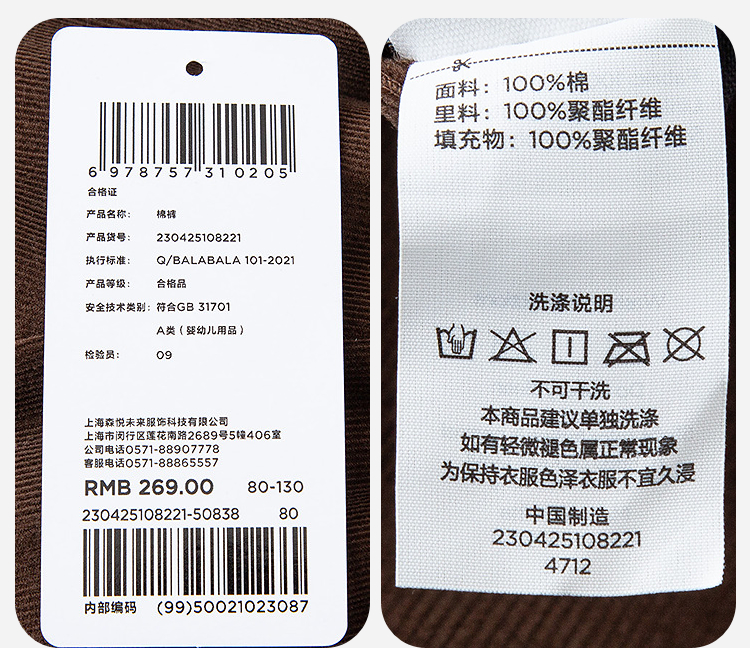 6 978757 310205
合格证
产品名称： 棉裤
产品货号： 230425108221
执行标准： Q/BALABALA 101-2021
产品等级： 合格品
安全技术类别： 符合GB 31701
A类（婴幼儿用品）
检验员： 09
上海森悦未来服饰科技有限公司
上海市闵行区莲花南路2689号5幢406室
公司电话0571-88907778
客服电话0571-58865557
RMB 269.00 80-130
230425108221-50838 80
内部编码 (99)50021023087
面料：100%棉
里料：100%聚酯纤维
填充物：100%聚酯纤维
洗涤说明
不可干洗
本商品建议单独洗涤
如有轻微褪色属正常现象
为保持衣服色泽衣服不宜久浸
中国制造
230425108221
4712